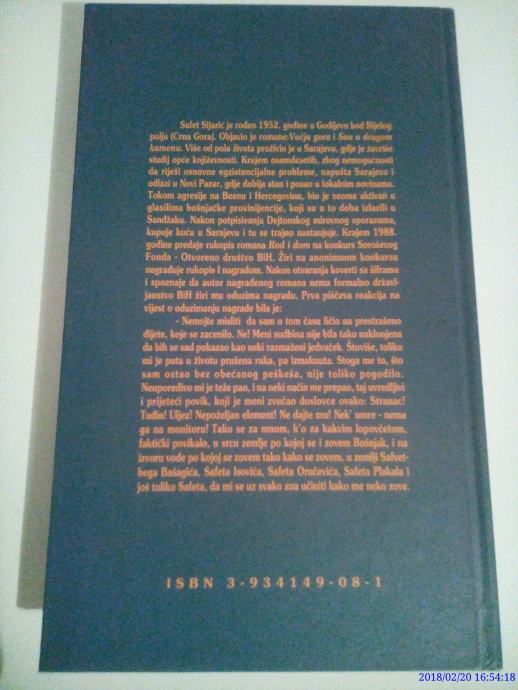 Safet Sijarić je rođen 1952. godine u Godijevu kod Bijelog
polja (Crna Gora). Objavio je romane:Vučja gora i San o dragom
kamenu. Više od pola života proživio je u Sarajevu, gdje je završio
studij opće književnosti. Krajem osamdesetih, zbog nemogućnosti
da riješi osnovne egzistencijalne probleme, napušta Sarajevo i
odlazi u Novi Pazar, gdje dobija stan i posao u lokalnim novinama.
Tokom agresije na Bosnu i Hercegovinu, bio je veoma aktivan u
glasilima bošnjačke provinijencije, koji su u to doba izlazili u
Sandžaku. Nakon potpisivanja Dejtonskog mirovnog sporazuma,
kupuje kuću u Sarajevu i tu se trajno nastanjuje. Krajem 1988.
godine predaje rukopis romana Rod i dom na konkurs Soroševog
Fonda - Otvoreno društvo BiH. Žiri na anonimnom konkursu
nagrađuje rukopis I nagradom. Nakon otvaranja koverti sa šiframa
i spoznaje da autor nagrađenog romana nema formalno držav-
ljanstvo BiH žiri mu oduzima nagradu. Prva piščeva reakcija na
vijest o oduzimanju nagrade bila je:
- Nemojte misliti da sam u tom času ličio na prestrašeno
dijete, koje se zacenilo. Ne! Meni sudbina nije bila tako naklonjena
da bih se sad pokazao kao neki razmaženi jedvaček. Štoviše, toliko
mi je puta u životu pružena ruka, pa izmaknuta. Stoga me to, što
sam ostao bez obećanog peškeša, nije toliko pogodilo.
Neuporedivo mi je teže pao, i na neki način me prepao, taj uvredljivi
i prijeteći povik, koji je meni zvučao doslovce ovako: Stranac!
Tuđin! Uljez! Nepoželjan element! Ne dajte mu! Nek' umre - nema
ga na monitoru! Tako se za mnom, k'o za kakvim lopovčetom,
faktički povikalo, u srcu zemlje po kojoj se i zovem Bošnjak, i na
izvoru vode po kojoj se zovem tako kako se zovem, u zemlji Safvet-
bega Bašagića, Safeta Isovića, Safeta Oručevića, Safeta Plakala i
još toliko Safeta, da mi se uz svako zna učiniti kako me neko zove.
ISBN 3-934149-08-1
2018/02/20 16:54:18